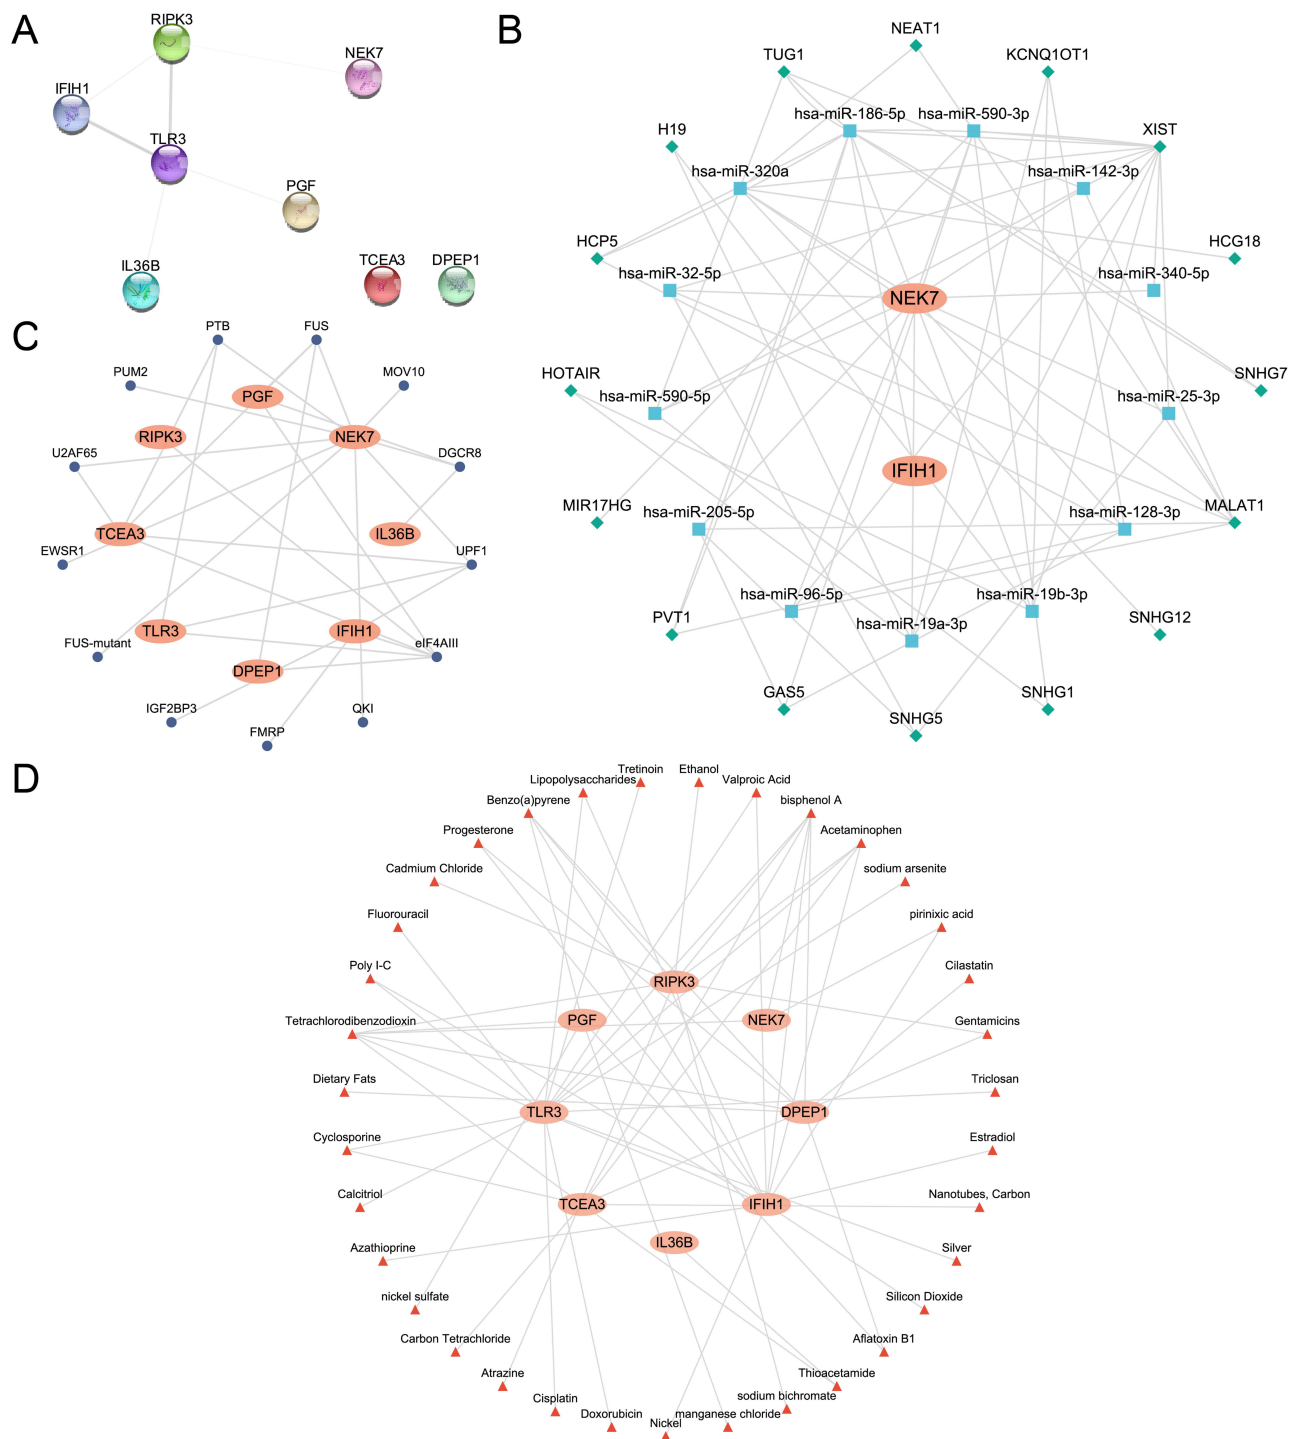 A
RIPK3
NEK7
IFIH1
TLR3
PGF
IL36B
TCEA3
DPEP1
B
NEAT1
TUG1
KCNQ1OT1
hsa-miR-186-5p
hsa-miR-590-3p
H19
XIST
hsa-miR-320a
hsa-miR-142-3p
HCP5
HCG18
hsa-miR-32-5p
hsa-miR-340-5p
NEK7
HOTAIR
SNHG7
hsa-miR-590-5p
hsa-miR-25-3p
IFIH1
MIR17HG
MALAT1
hsa-miR-205-5p
hsa-miR-128-3p
hsa-miR-96-5p
hsa-miR-19b-3p
PVT1
hsa-miR-19a-3p
SNHG12
GAS5
SNHG1
SNHG5
C
PTB
FUS
PUM2
MOV10
PGF
RIPK3
NEK7
U2AF65
DGCR8
TCEA3
IL36B
EWSR1
UPF1
TLR3
IFIH1
FUS-mutant
eIF4AIII
DPEP1
IGF2BP3
QKI
FMRP
D
Tretinoin
Ethanol
Lipopolysaccharides
Valproic Acid
Benzo(a)pyrene
bisphenol A
Progesterone
Acetaminophen
Cadmium Chloride
sodium arsenite
Fluorouracil
pirinixic acid
Poly I-C
Cilastatin
RIPK3
Tetrachlorodibenzodioxin
PGF
NEK7
Gentamicins
Dietary Fats
Triclosan
TLR3
DPEP1
Cyclosporine
Estradiol
Calcitriol
Nanotubes, Carbon
TCEA3
IFIH1
IL36B
Azathioprine
Silver
nickel sulfate
Silicon Dioxide
Carbon Tetrachloride
Aflatoxin B1
Atrazine
Thioacetamide
Cisplatin
sodium bichromate
Doxorubicin
manganese chloride
Nickel